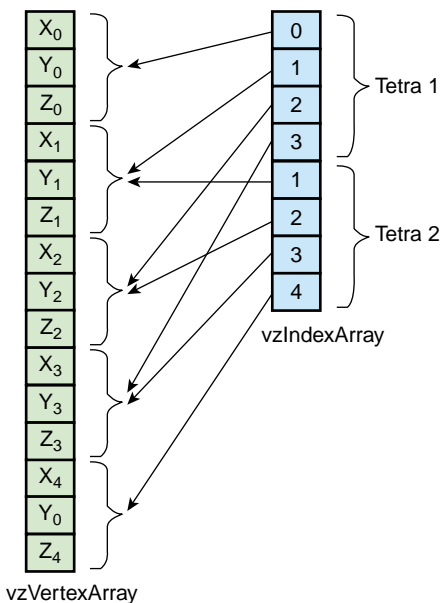 X0
Y0
Z0
X1
Y1
Z1
X2
Y2
Z2
X3
Y3
Z3
X4
Y0
Z4
vzVertexArray
0
1
2
3
1
2
3
4
vzIndexArray
Tetra 1
Tetra 2